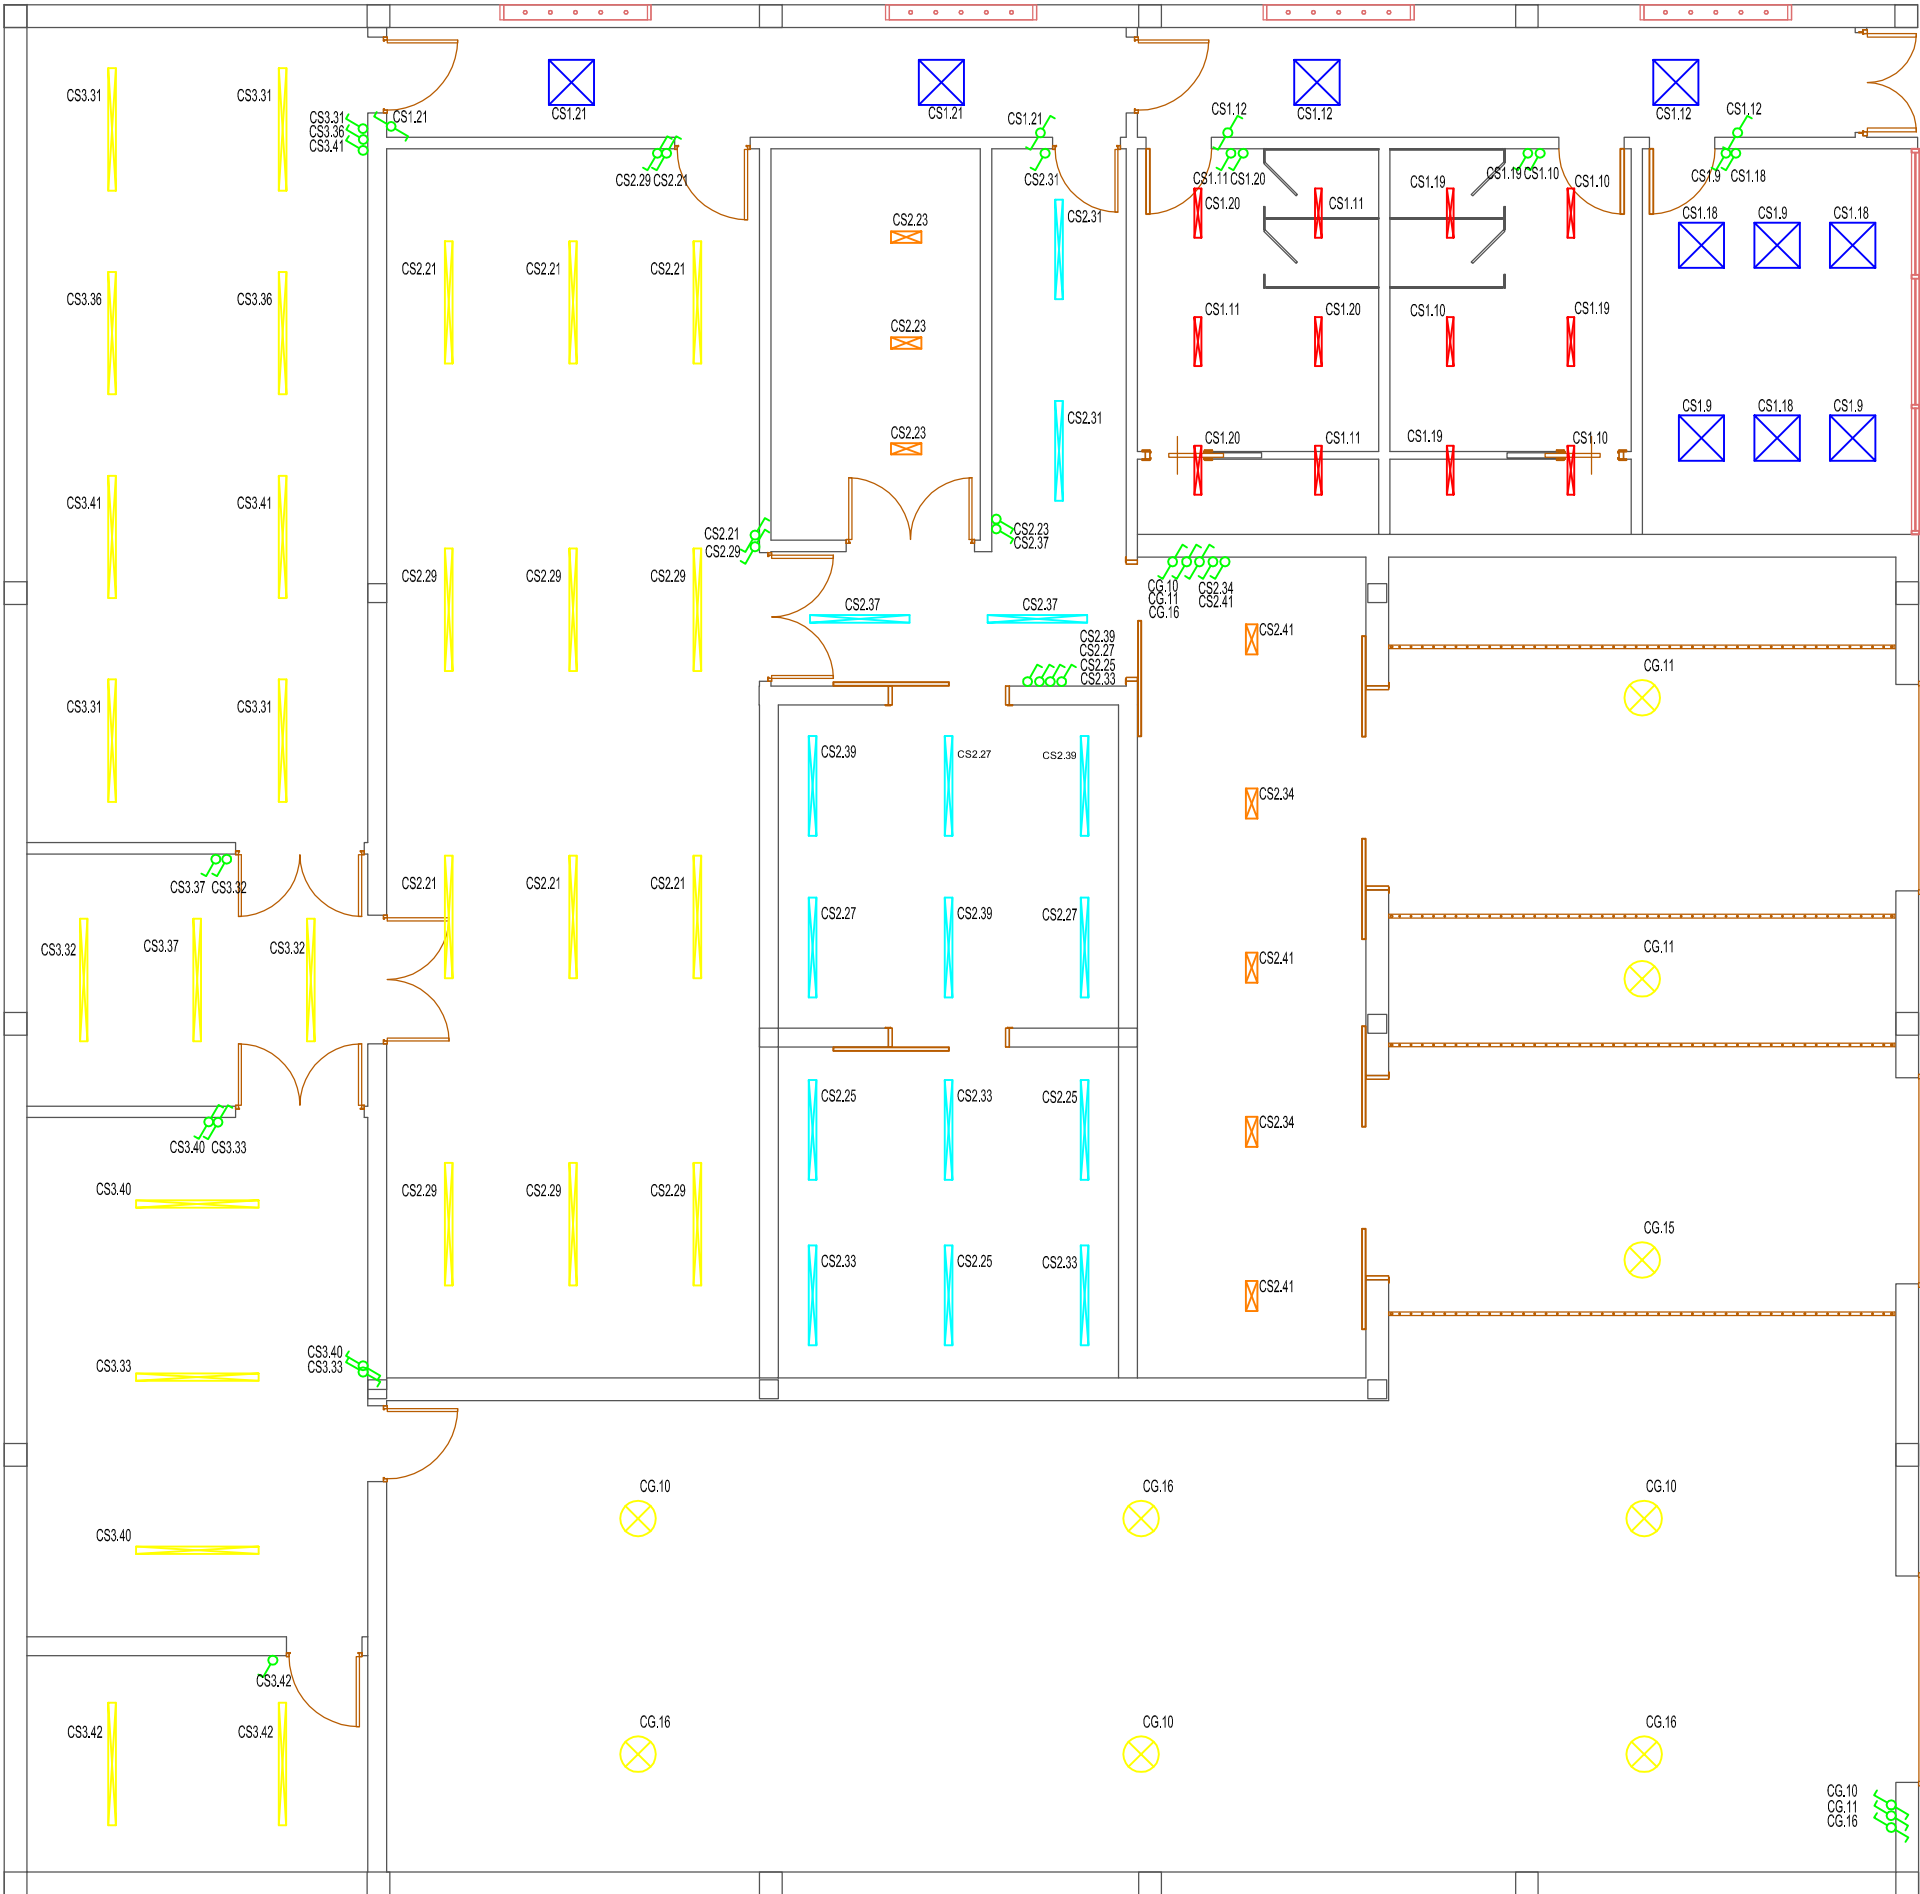 CS3.31
CS3.31
CS3.31
CS3.36
CS3.41
CS1.21
CS1.21
CS1.21
CS1.21
CS1.12
CS1.12
CS1.12
CS1.12
CS2.29
CS2.21
CS2.31
CS1.11
CS1.20
CS1.19
CS1.10
CS1.9
CS1.18
CS1.20
CS1.11
CS1.19
CS1.10
CS1.18
CS1.9
CS1.18
CS2.23
CS2.31
CS2.21
CS2.21
CS2.21
CS3.36
CS3.36
CS2.23
CS1.11
CS1.20
CS1.10
CS1.19
CS2.23
CS2.31
CS1.20
CS1.11
CS1.19
CS1.10
CS1.9
CS1.18
CS1.9
CS3.41
CS3.41
CS2.21
CS2.29
CS2.23
CS2.37
CS2.29
CS2.29
CS2.29
CG.10
CG.11
CG.16
CS2.34
CS2.41
CS2.37
CS2.37
CS2.39
CS2.27
CS2.25
CS2.33
CS2.41
CG.11
CS3.31
CS3.31
CS2.39
CS2.27
CS2.39
CS2.34
CS3.37
CS3.32
CS2.21
CS2.21
CS2.21
CS2.27
CS2.39
CS2.27
CS3.32
CS3.37
CS3.32
CS2.41
CG.11
CS2.25
CS2.33
CS2.25
CS2.34
CS3.40
CS3.33
CS3.40
CS2.29
CS2.29
CS2.29
CG.15
CS2.33
CS2.25
CS2.33
CS2.41
CS3.33
CS3.40
CS3.33
CG.10
CG.16
CG.10
CS3.40
CS3.42
CS3.42
CS3.42
CG.16
CG.10
CG.16
CG.10
CG.11
CG.16